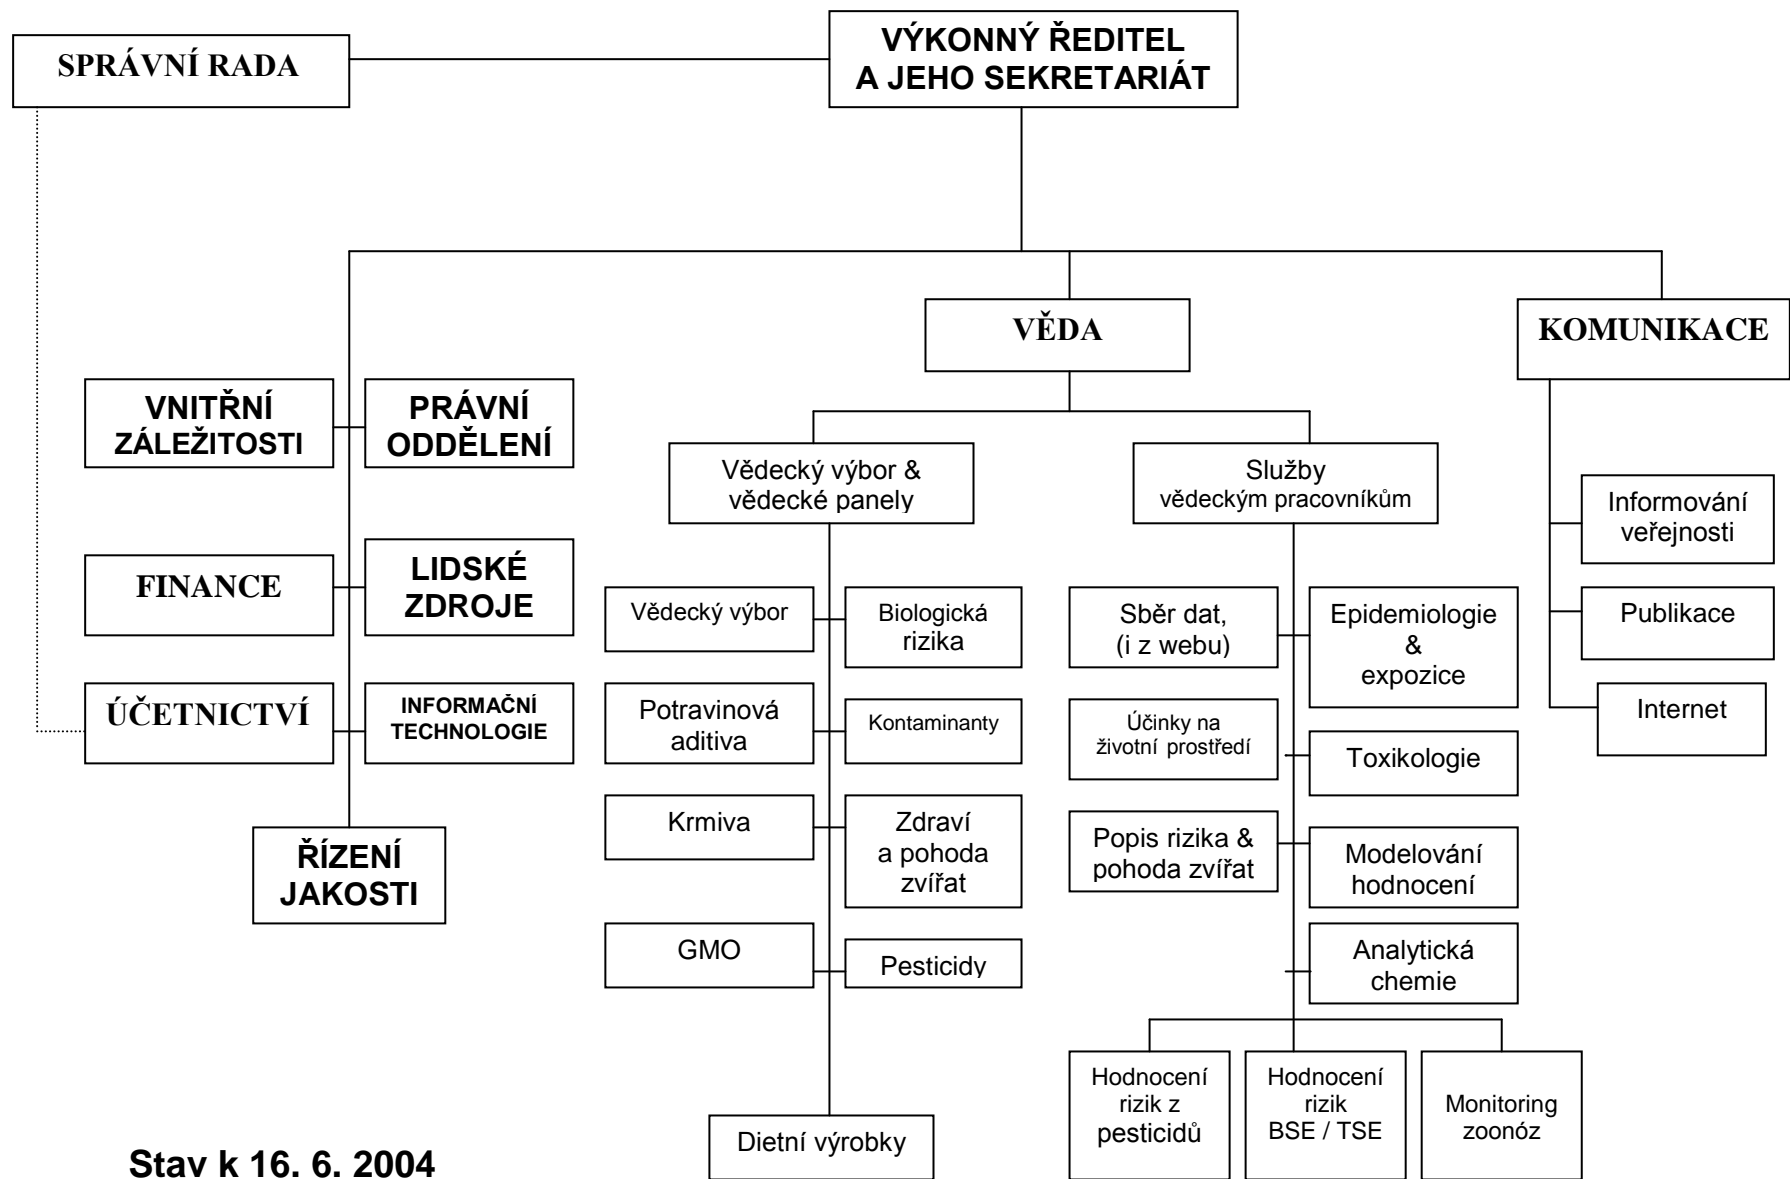 SPRÁVNÍ RADA
VÝKONNÝ ŘEDITEL
A JEHO SEKRETARIÁT
VĚDA
KOMUNIKACE
VNITŘNÍ
ZÁLEŽITOSTI
PRÁVNÍ
ODDĚLENÍ
FINANCE
LIDSKÉ
ZDROJE
ÚČETNICTVÍ
INFORMAČNÍ
TECHNOLOGIE
ŘÍZENÍ
JAKOSTI
Vědecký výbor &
vědecké panely
Vědecký výbor
Biologická
rizika
Potravinová
aditiva
Kontaminanty
Krmiva
Zdraví
a pohoda
zvířat
GMO
Pesticidy
Dietní výrobky
Služby
vědeckým pracovníkům
Sběr dat,
(i z webu)
Epidemiologie
&
expozice
Účinky na
životní prostředí
Toxikologie
Popis rizika &
pohoda zvířat
Modelování
hodnocení
Analytická
chemie
Hodnocení
rizik z
pesticidů
Hodnocení
rizik
BSE / TSE
Monitoring
zoonóz
Informování
veřejnosti
Publikace
Internet
Stav k 16. 6. 2004